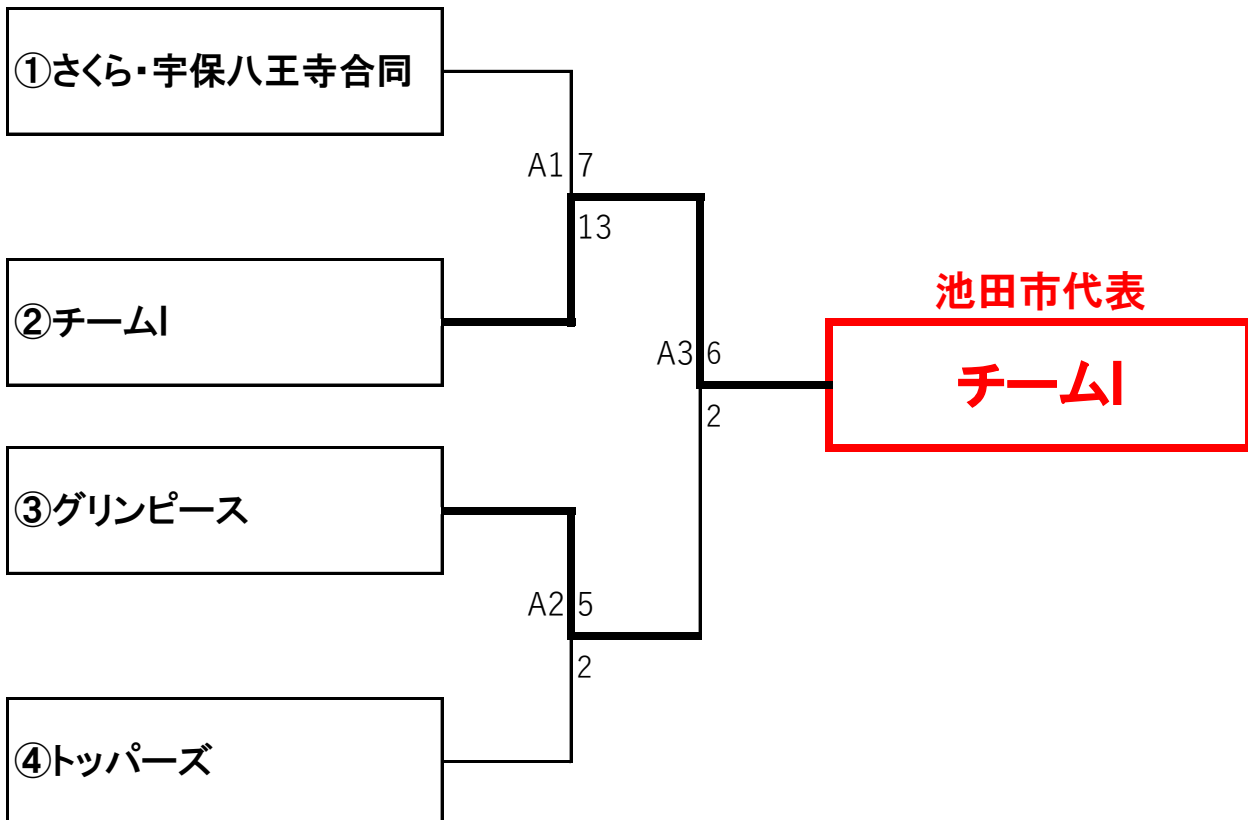 ①さくら・宇保八王寺合同
A1 7
13
②チームI
池田市代表
チームI
A3 6
2
③グリンピース
A2 5
2
④トッパーズ